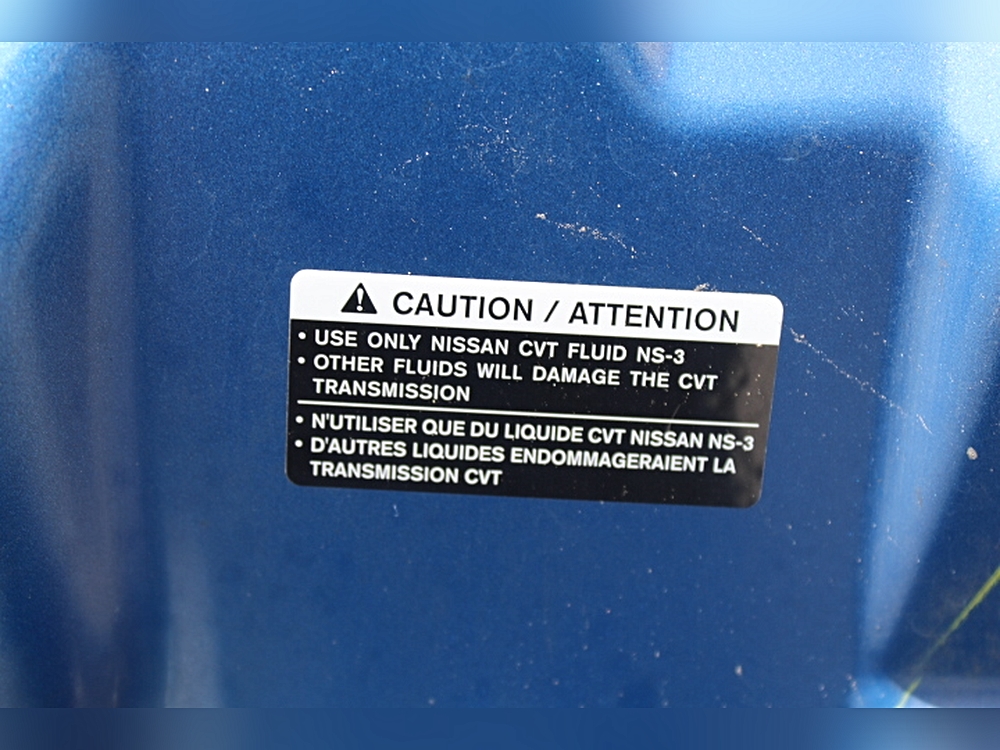 CAUTION / ATTENTION
• USE ONLY NISSAN CVT FLUID NS-3
• OTHER FLUIDS WILL DAMAGE THE CVT
TRANSMISSION
• N'UTILISER QUE DU LIQUIDE CVT NISSAN NS-3
• D'AUTRES LIQUIDES ENDOMMAGERAIENT LA
TRANSMISSION CVT